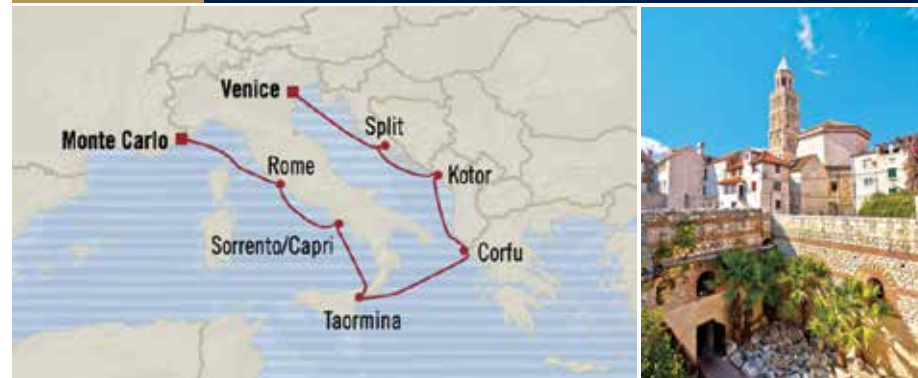 Venice
Split
Monte Carlo
Rome
Kotor
Sorrento/Capri
Corfu
Taormina